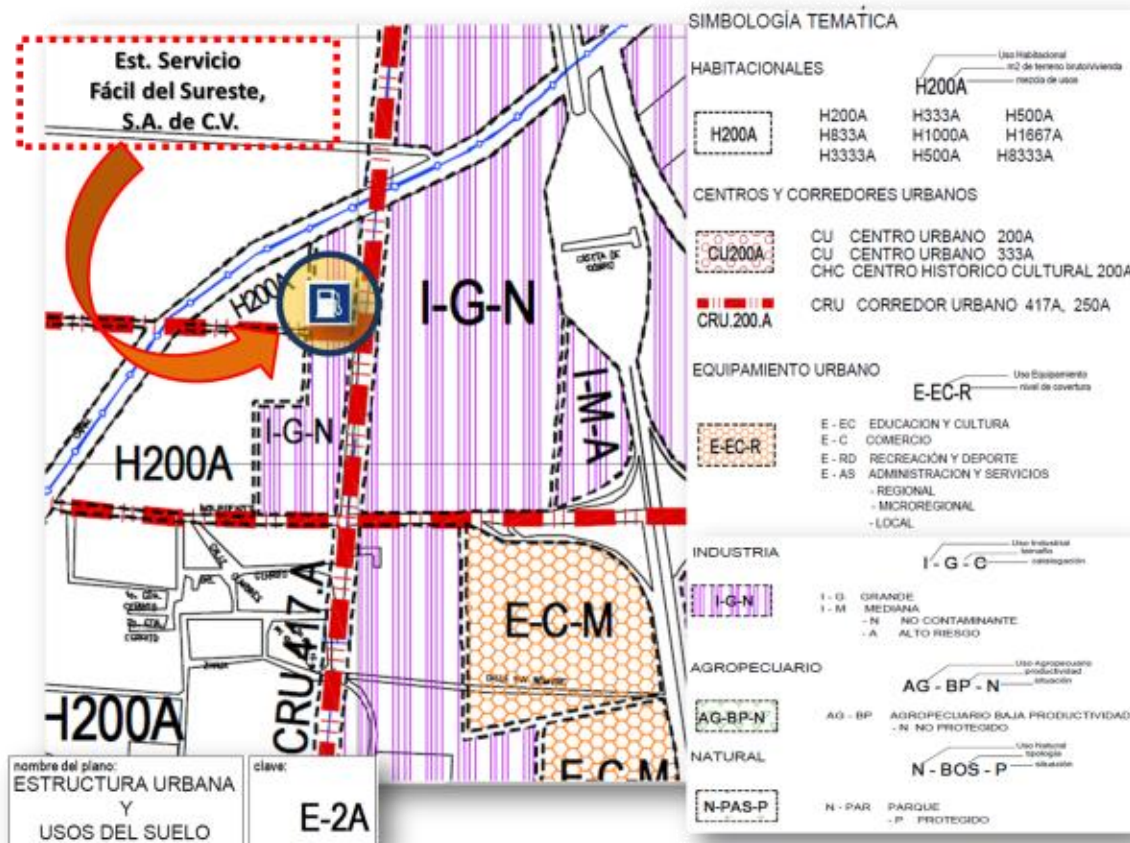 Est. Servicio
Fácil del Sureste,
S.A. de C.V.
H200A
I-G-N
CASETA DE
COBRO
I-M-A
I-G-N
H200A
CRU 417 A
E-C-M
H200A
E-C-M
nombre del plano:
ESTRUCTURA URBANA
Y
USOS DEL SUELO
clave:
E-2A
SIMBOLOGÍA TEMATICA
HABITACIONALES
Uso Habitacional
m2 de terreno bruto/vivienda
mezcla de usos
H200A
H200A
H200A H333A H500A
H833A H1000A H1667A
H3333A H500A H8333A
CENTROS Y CORREDORES URBANOS
CU200A
CU CENTRO URBANO 200A
CU CENTRO URBANO 333A
CHC CENTRO HISTORICO CULTURAL 200A
CRU.200.A
CRU CORREDOR URBANO 417A, 250A
EQUIPAMIENTO URBANO
Uso Equipamiento
nivel de covertura
E-EC-R
E-EC-R
E - EC EDUCACION Y CULTURA
E - C COMERCIO
E - RD RECREACIÓN Y DEPORTE
E - AS ADMINISTRACION Y SERVICIOS
- REGIONAL
- MICROREGIONAL
- LOCAL
INDUSTRIA
Uso Industrial
tamaño
I - G - C
I-G-N
I - G GRANDE
I - M MEDIANA
- N NO CONTAMINANTE
- A ALTO RIESGO
AGROPECUARIO
Uso Agropecuario
productividad
situación
AG - BP - N
AG-BP-N
AG - BP AGROPECUARIO BAJA PRODUCTIVIDAD
- N NO PROTEGIDO
NATURAL
Uso Natural
tipología
situación
N - BOS - P
N-PAS-P
N - PAR PARQUE
- P PROTEGIDO